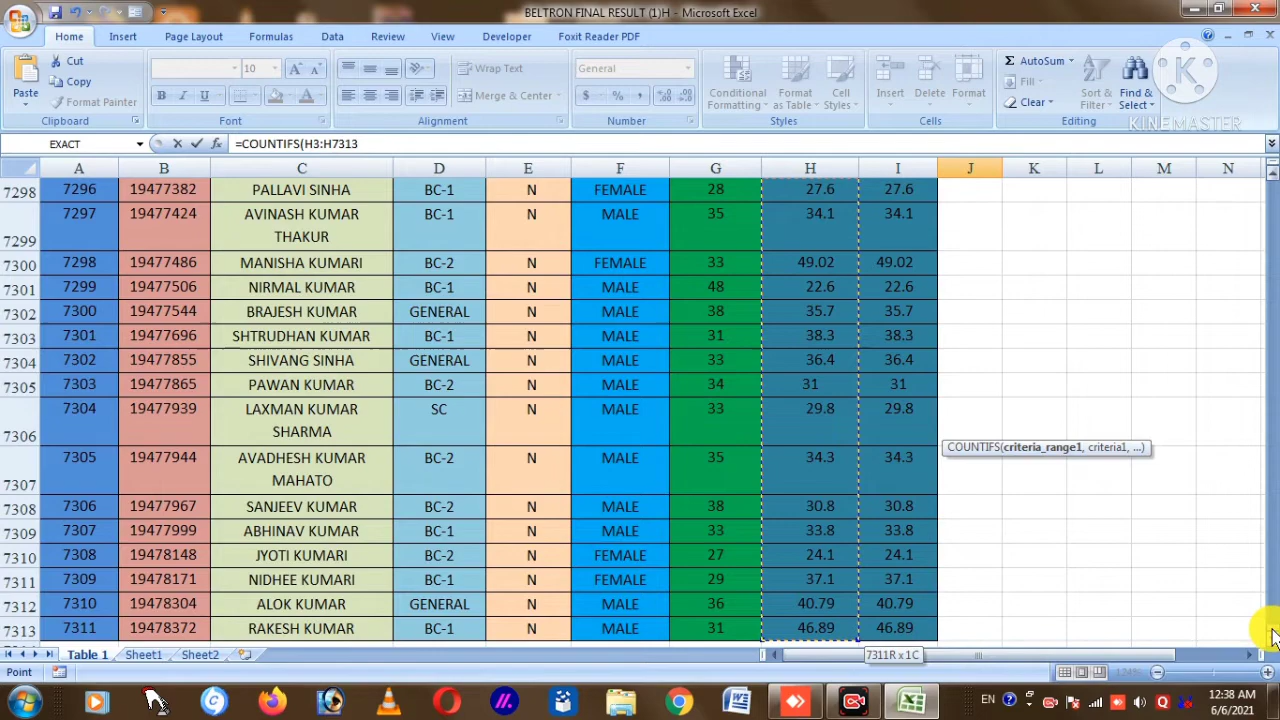 BELTRON FINAL RESULT (1)H - Microsoft Excel
Home Insert Page Layout Formulas Data Review View Developer Foxit Reader PDF
Paste Cut Copy Format Painter Clipboard
10 Font
Wrap Text Merge & Center Alignment
General Number
Conditional Formatting Format as Table Cell Styles Styles
Insert Delete Format Cells
AutoSum Fill Clear Sort & Filter Find & Select Editing
K
KINEMASTER
EXACT =COUNTIFS(H3:H7313
A B C D E F G H I J K L M N
7298 7296 19477382 PALLAVI SINHA BC-1 N FEMALE 28 27.6 27.6
7299 7297 19477424 AVINASH KUMAR THAKUR BC-1 N MALE 35 34.1 34.1
7300 7298 19477486 MANISHA KUMARI BC-2 N FEMALE 33 49.02 49.02
7301 7299 19477506 NIRMAL KUMAR BC-1 N MALE 48 22.6 22.6
7302 7300 19477544 BRAJESH KUMAR GENERAL N MALE 38 35.7 35.7
7303 7301 19477696 SHTRUDHAN KUMAR BC-1 N MALE 31 38.3 38.3
7304 7302 19477855 SHIVANG SINHA GENERAL N MALE 33 36.4 36.4
7305 7303 19477865 PAWAN KUMAR BC-2 N MALE 34 31 31
7306 7304 19477939 LAXMAN KUMAR SHARMA SC N MALE 33 29.8 29.8
7307 7305 19477944 AVADHESH KUMAR MAHATO BC-2 N MALE 35 34.3 34.3
COUNTIFS(criteria_range1, criteria1, ...)
7308 7306 19477967 SANJEEV KUMAR BC-2 N MALE 38 30.8 30.8
7309 7307 19477999 ABHINAV KUMAR BC-1 N MALE 33 33.8 33.8
7310 7308 19478148 JYOTI KUMARI BC-2 N FEMALE 27 24.1 24.1
7311 7309 19478171 NIDHEE KUMARI BC-1 N FEMALE 29 37.1 37.1
7312 7310 19478304 ALOK KUMAR GENERAL N MALE 36 40.79 40.79
7313 7311 19478372 RAKESH KUMAR BC-1 N MALE 31 46.89 46.89
Table 1 Sheet1 Sheet2 7311R x 1C
Point
EN 12:38 AM
6/6/2021